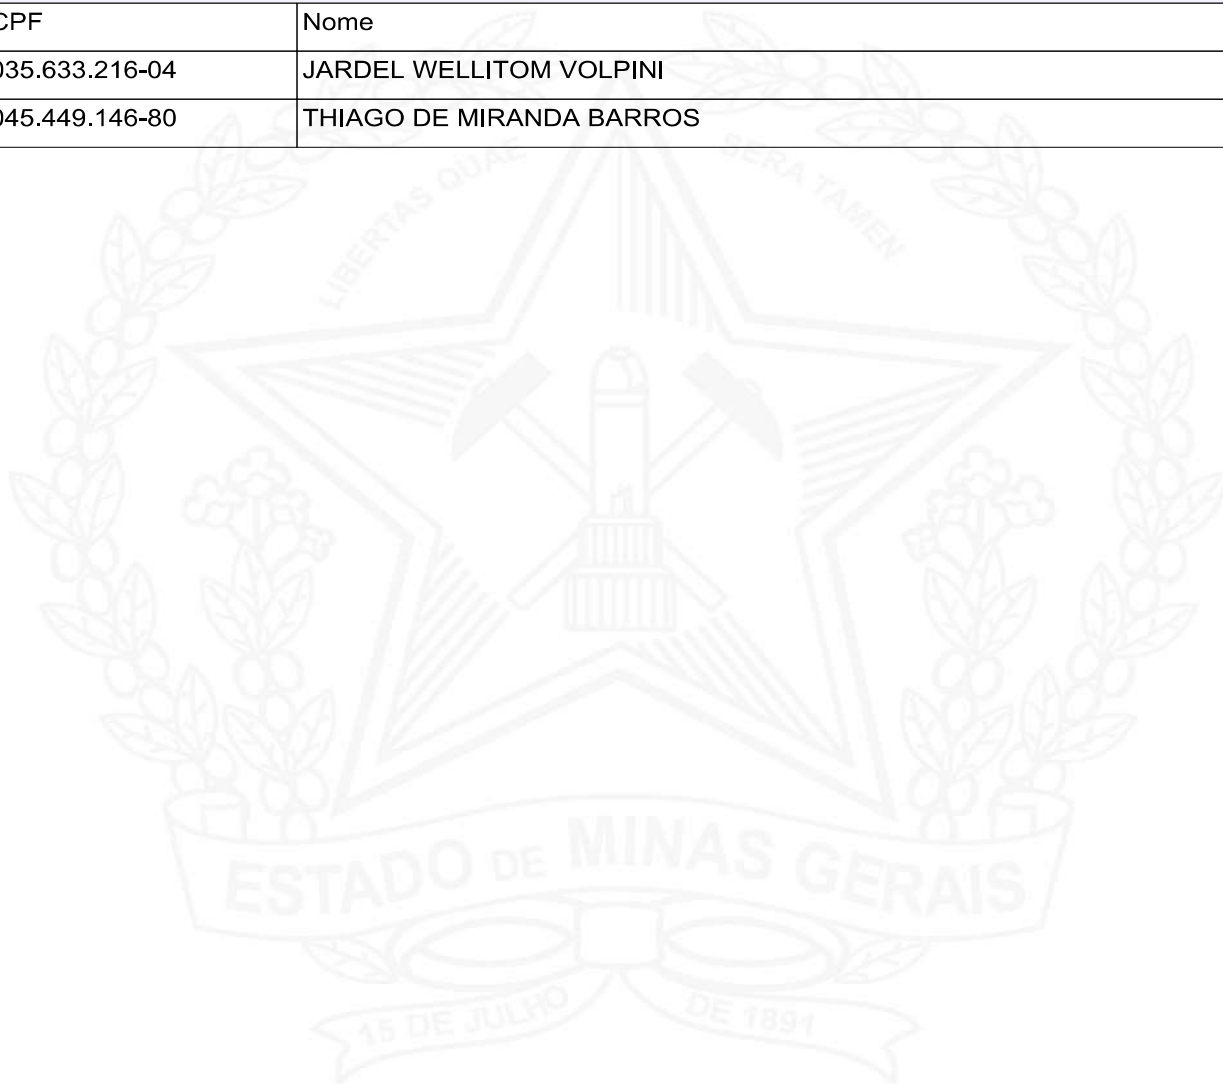 CPF Nome
035.633.216-04 JARDEL WELLITOM VOLPINI
045.449.146-80 THIAGO DE MIRANDA BARROS
LIBERTAS QUAE SERA TAMEN
ESTADO DE MINAS GERAIS
15 DE JULHO DE 1891